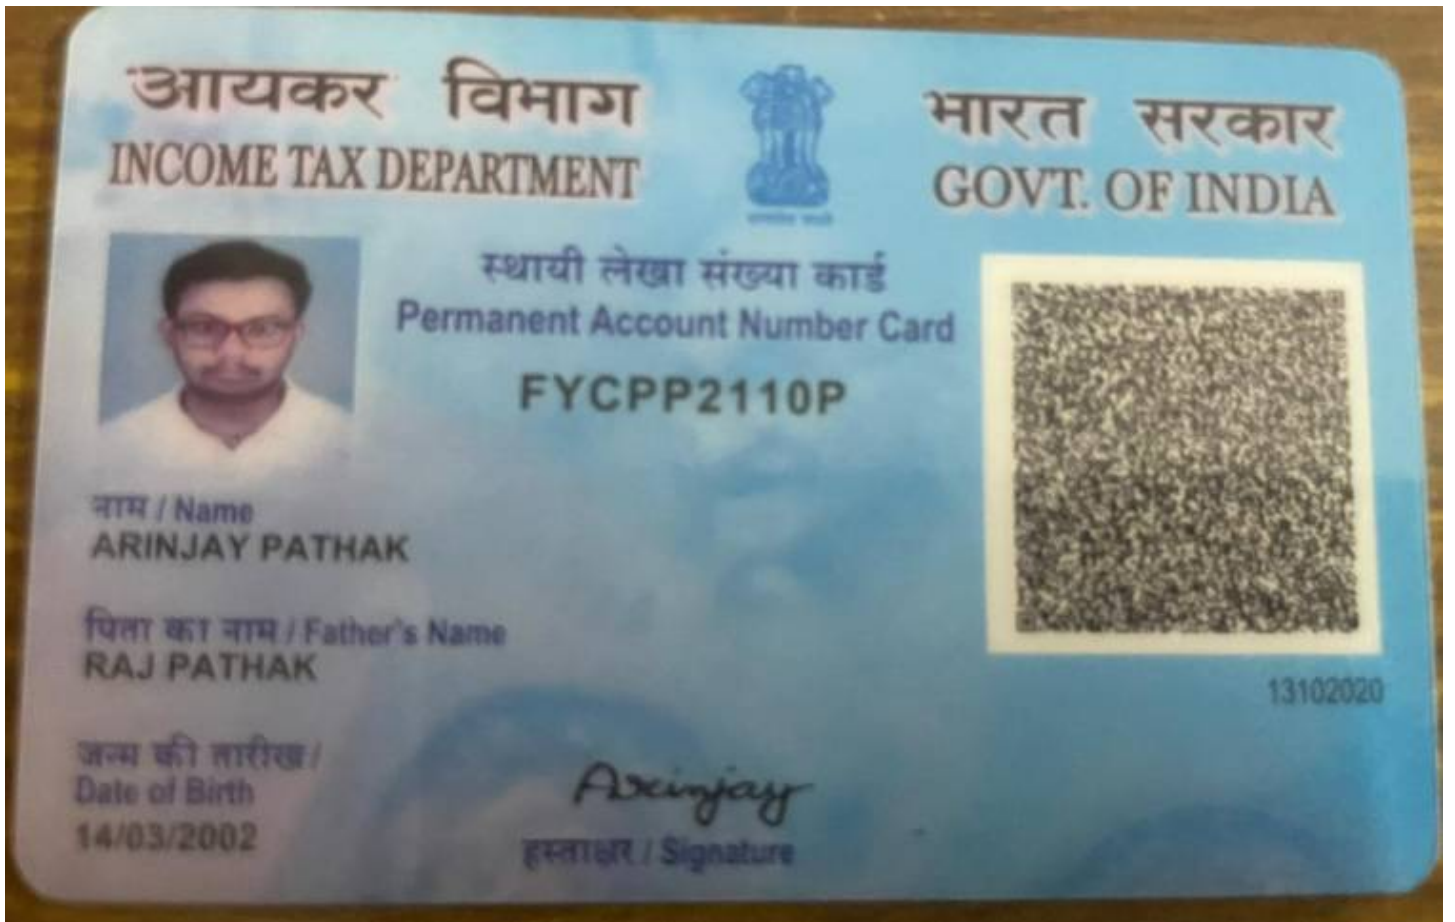 आयकर विभाग
INCOME TAX DEPARTMENT
भारत सरकार
GOVT. OF INDIA
स्थायी लेखा संख्या कार्ड
Permanent Account Number Card
FYCPP2110P
नाम / Name
ARINJAY PATHAK
पिता का नाम / Father's Name
RAJ PATHAK
13102020
जन्म की तारीख /
Date of Birth
14/03/2002
Arinjay
हस्ताक्षर / Signature